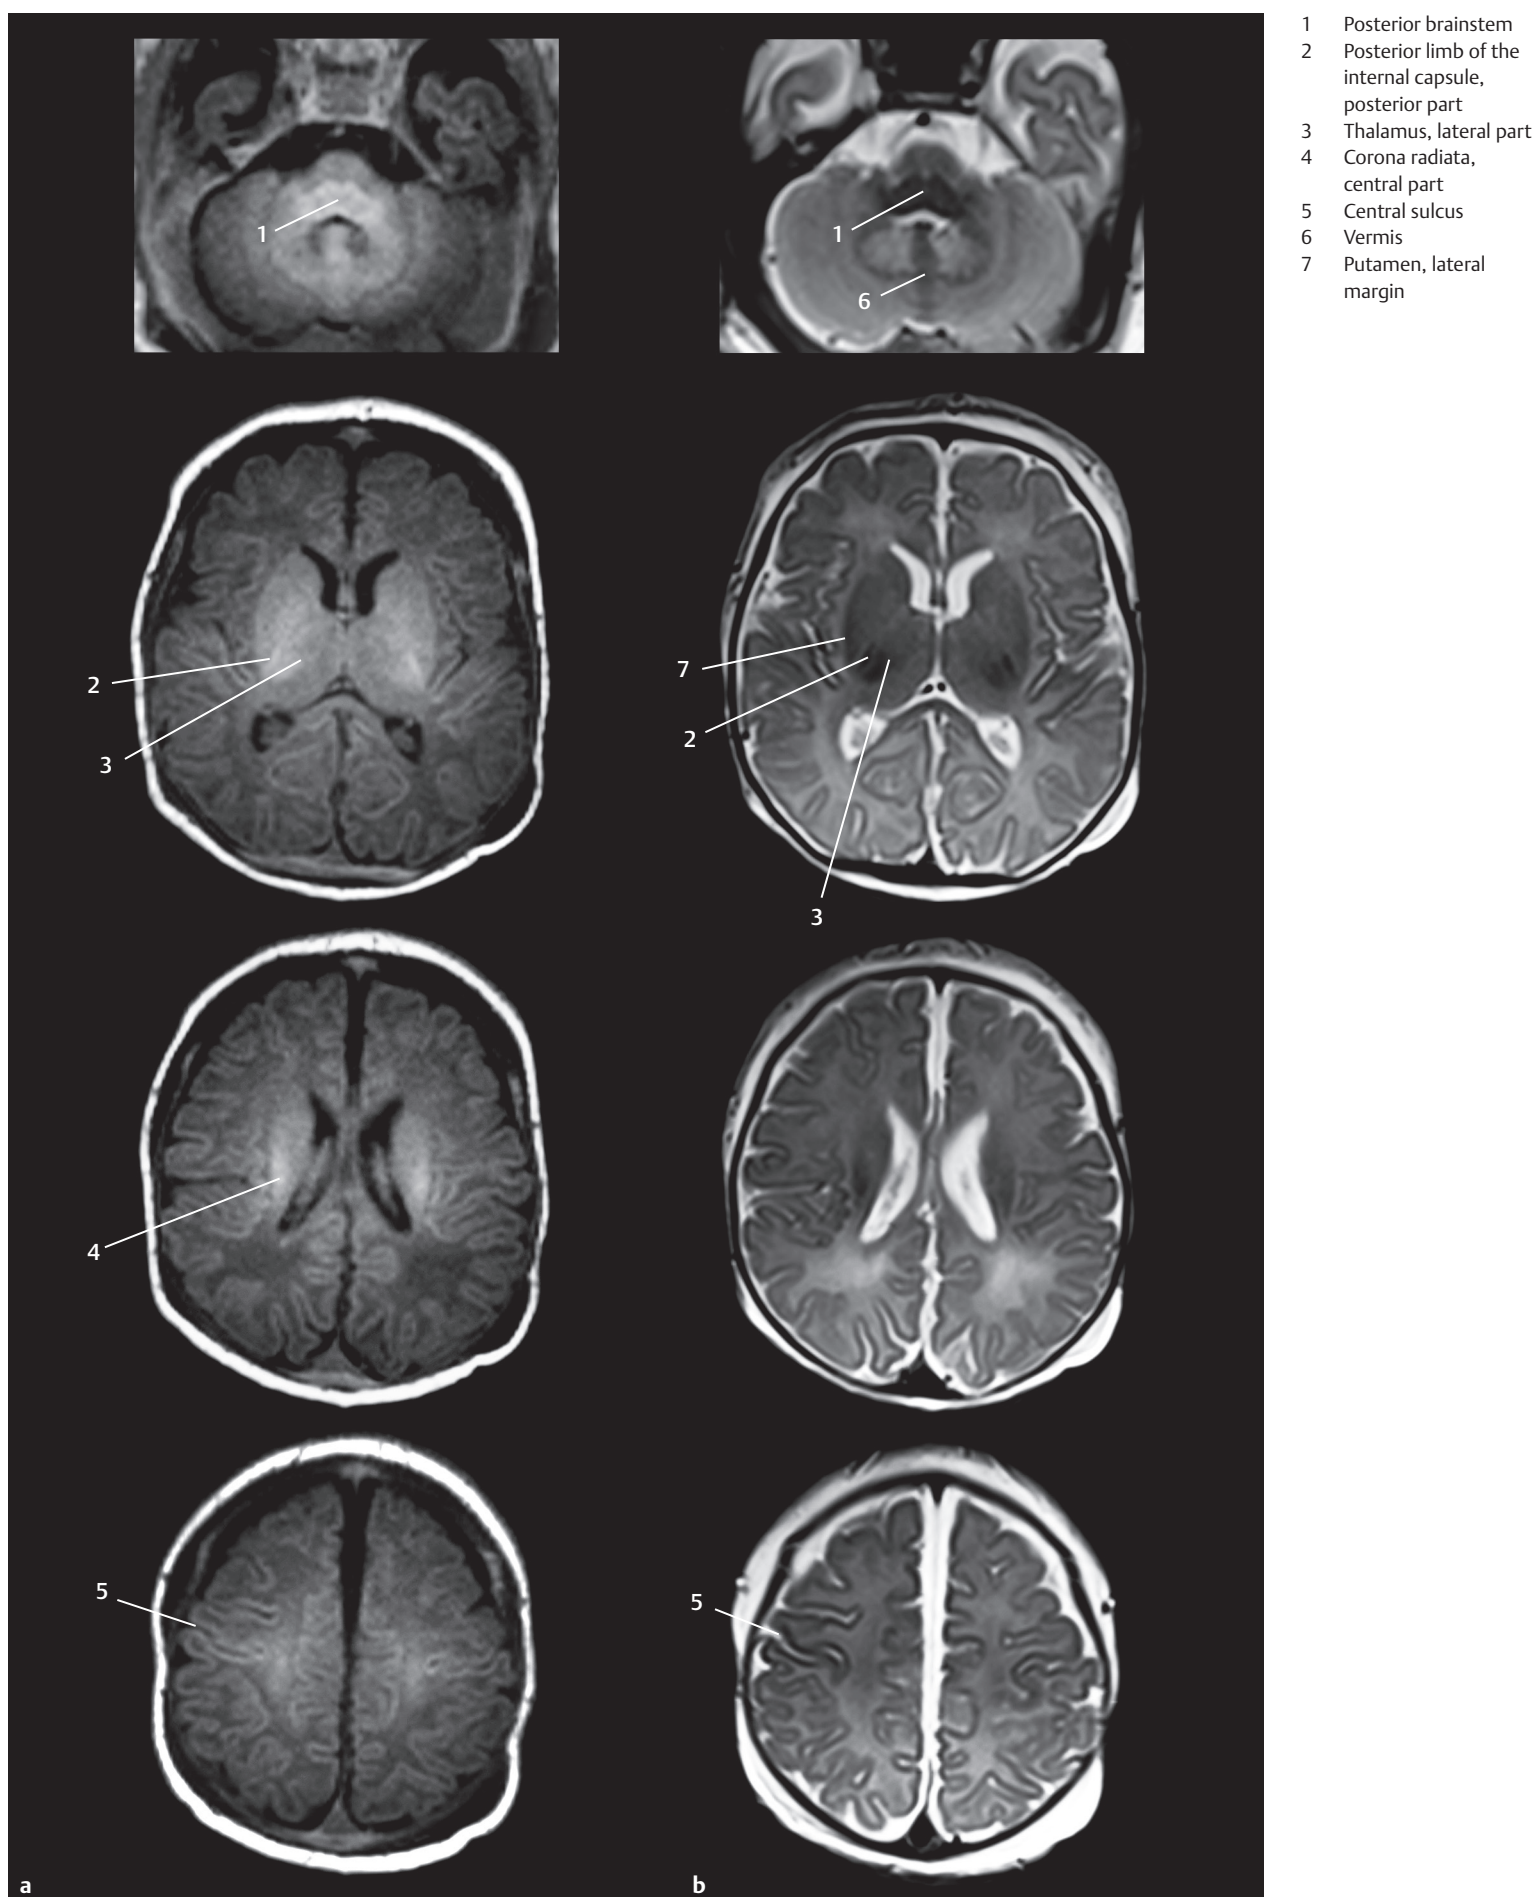 1 Posterior brainstem
2 Posterior limb of the
internal capsule,
posterior part
3 Thalamus, lateral part
4 Corona radiata,
central part
5 Central sulcus
6 Vermis
7 Putamen, lateral
margin
1
1
6
2
3
7
2
3
4
5
5
a
b